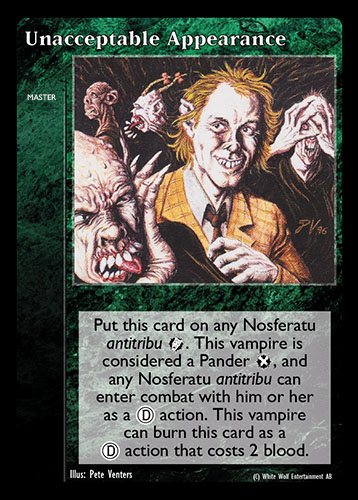 Unacceptable Appearance
MASTER
PV 96
Put this card on any Nosferatu
antitribu . This vampire is
considered a Pander , and
any Nosferatu antitribu can
enter combat with him or her
as a D action. This vampire
can burn this card as a
D action that costs 2 blood.
Illus: Pete Venters
(C) White Wolf Entertainment AB